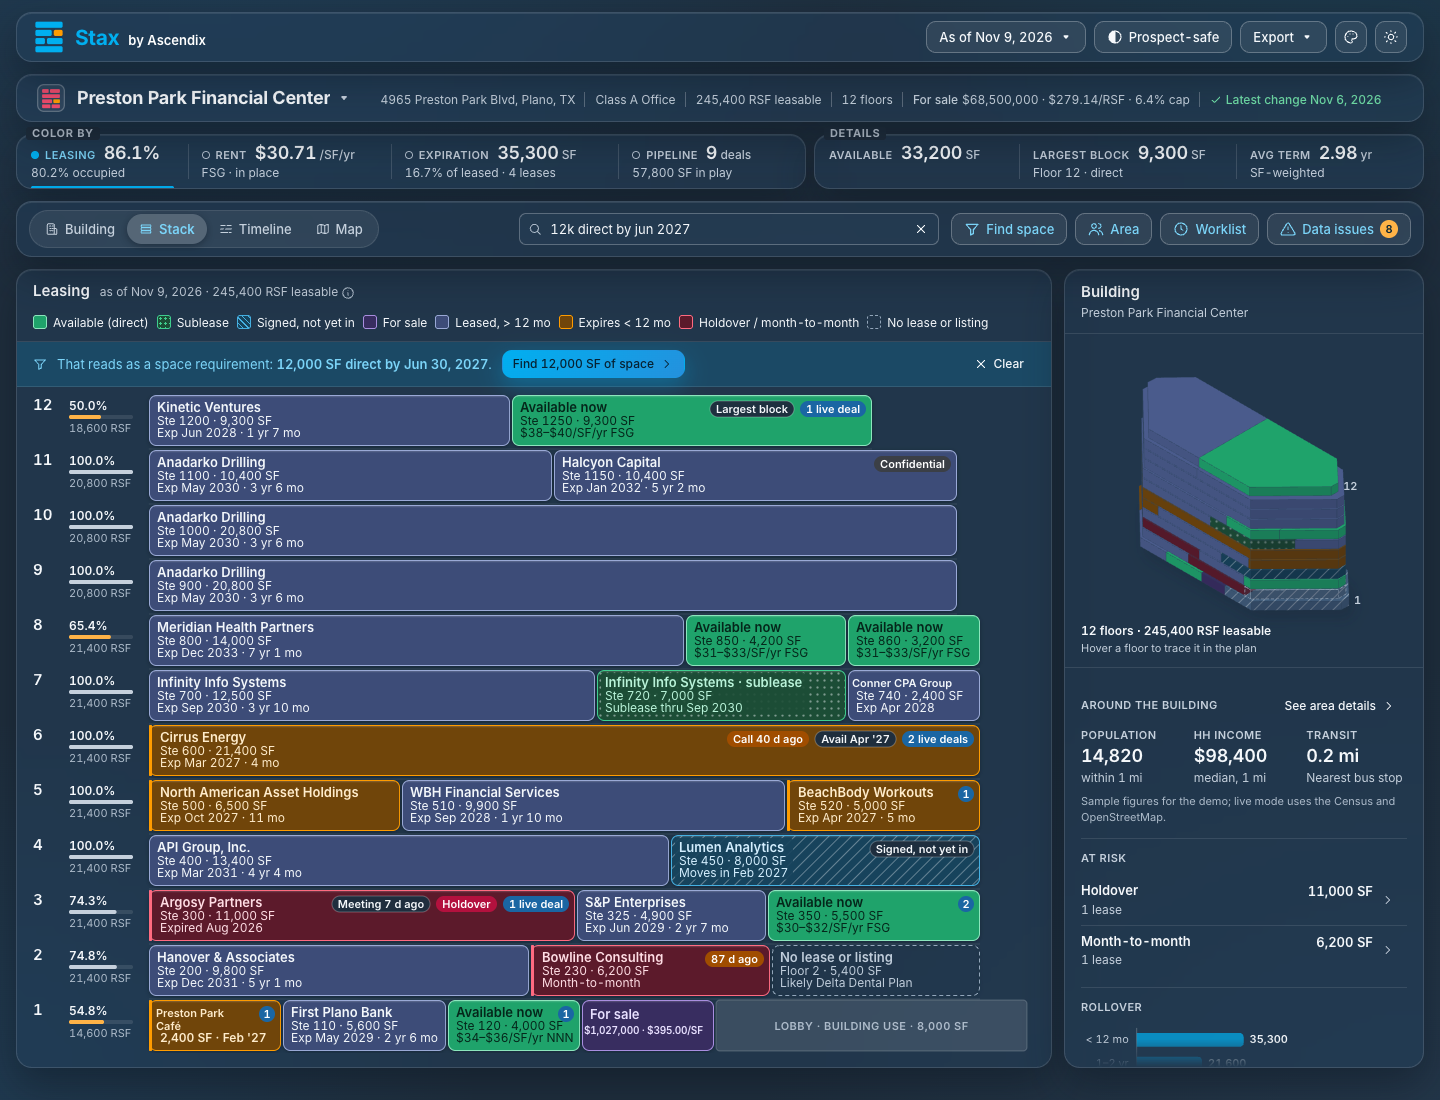 Stax by Ascendix
As of Nov 9, 2026
Prospect-safe
Export
Preston Park Financial Center
4965 Preston Park Blvd, Plano, TX
Class A Office
245,400 RSF leasable
12 floors
For sale $68,500,000 · $279.14/RSF · 6.4% cap
✓ Latest change Nov 6, 2026
COLOR BY
LEASING 86.1%
80.2% occupied
RENT $30.71 /SF/yr
FSG · in place
EXPIRATION 35,300 SF
16.7% of leased · 4 leases
PIPELINE 9 deals
57,800 SF in play
DETAILS
AVAILABLE 33,200 SF
LARGEST BLOCK 9,300 SF
Floor 12 · direct
AVG TERM 2.98 yr
SF-weighted
Building
Stack
Timeline
Map
12k direct by jun 2027
Find space
Area
Worklist
Data issues 8
Leasing as of Nov 9, 2026 · 245,400 RSF leasable
Available (direct)
Sublease
Signed, not yet in
For sale
Leased, > 12 mo
Expires < 12 mo
Holdover / month-to-month
No lease or listing
That reads as a space requirement: 12,000 SF direct by Jun 30, 2027.
Find 12,000 SF of space
Clear
12
50.0%
18,600 RSF
Kinetic Ventures
Ste 1200 · 9,300 SF
Exp Jun 2028 · 1 yr 7 mo
Available now
Ste 1250 · 9,300 SF
$38–$40/SF/yr FSG
Largest block
1 live deal
11
100.0%
20,800 RSF
Anadarko Drilling
Ste 1100 · 10,400 SF
Exp May 2030 · 3 yr 6 mo
Halcyon Capital
Ste 1150 · 10,400 SF
Exp Jan 2032 · 5 yr 2 mo
Confidential
10
100.0%
20,800 RSF
Anadarko Drilling
Ste 1000 · 20,800 SF
Exp May 2030 · 3 yr 6 mo
9
100.0%
20,800 RSF
Anadarko Drilling
Ste 900 · 20,800 SF
Exp May 2030 · 3 yr 6 mo
8
65.4%
21,400 RSF
Meridian Health Partners
Ste 800 · 14,000 SF
Exp Dec 2033 · 7 yr 1 mo
Available now
Ste 850 · 4,200 SF
$31–$33/SF/yr FSG
Available now
Ste 860 · 3,200 SF
$31–$33/SF/yr FSG
7
100.0%
21,400 RSF
Infinity Info Systems
Ste 700 · 12,500 SF
Exp Sep 2030 · 3 yr 10 mo
Infinity Info Systems · sublease
Ste 720 · 7,000 SF
Sublease thru Sep 2030
Conner CPA Group
Ste 740 · 2,400 SF
Exp Apr 2028
6
100.0%
21,400 RSF
Cirrus Energy
Ste 600 · 21,400 SF
Exp Mar 2027 · 4 mo
Call 40 d ago
Avail Apr '27
2 live deals
5
100.0%
21,400 RSF
North American Asset Holdings
Ste 500 · 6,500 SF
Exp Oct 2027 · 11 mo
WBH Financial Services
Ste 510 · 9,900 SF
Exp Sep 2028 · 1 yr 10 mo
BeachBody Workouts
Ste 520 · 5,000 SF
Exp Apr 2027 · 5 mo
1
4
100.0%
21,400 RSF
API Group, Inc.
Ste 400 · 13,400 SF
Exp Mar 2031 · 4 yr 4 mo
Lumen Analytics
Ste 450 · 8,000 SF
Moves in Feb 2027
Signed, not yet in
3
74.3%
21,400 RSF
Argosy Partners
Ste 300 · 11,000 SF
Expired Aug 2026
Meeting 7 d ago
Holdover
1 live deal
S&P Enterprises
Ste 325 · 4,900 SF
Exp Jun 2029 · 2 yr 7 mo
Available now
Ste 350 · 5,500 SF
$30–$32/SF/yr FSG
2
2
74.8%
21,400 RSF
Hanover & Associates
Ste 200 · 9,800 SF
Exp Dec 2031 · 5 yr 1 mo
Bowline Consulting
Ste 230 · 6,200 SF
Month-to-month
87 d ago
No lease or listing
Floor 2 · 5,400 SF
Likely Delta Dental Plan
1
54.8%
14,600 RSF
Preston Park
Café
2,400 SF · Feb '27
1
First Plano Bank
Ste 110 · 5,600 SF
Exp May 2029 · 2 yr 6 mo
Available now
Ste 120 · 4,000 SF
$34–$36/SF/yr NNN
1
For sale
$1,027,000 · $395.00/SF
LOBBY · BUILDING USE · 8,000 SF
Building
Preston Park Financial Center
12
1
12 floors · 245,400 RSF leasable
Hover a floor to trace it in the plan
AROUND THE BUILDING
See area details
POPULATION
14,820
within 1 mi
HH INCOME
$98,400
median, 1 mi
TRANSIT
0.2 mi
Nearest bus stop
Sample figures for the demo; live mode uses the Census and
OpenStreetMap.
AT RISK
Holdover
1 lease
11,000 SF
Month-to-month
1 lease
6,200 SF
ROLLOVER
< 12 mo
35,300
1–2 yr
21,600